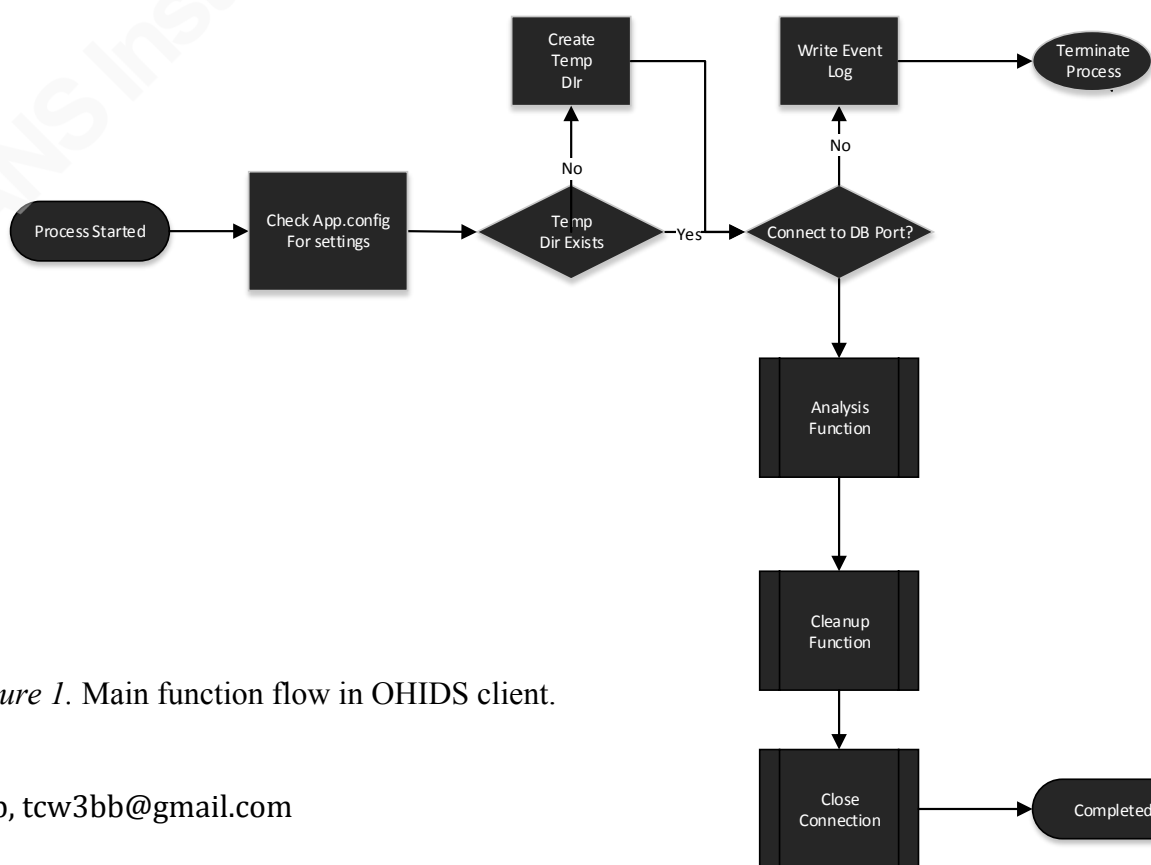 Create
Temp
DIr
Write Event
Log
Terminate
Process
No
No
Process Started
Check App.config
For settings
Temp
Dir Exists
Yes
Connect to DB Port?
Analysis
Function
Cleanup
Function
ure 1. Main function flow in OHIDS client.
Close
Connection
Completed
, tcw3bb@gmail.com